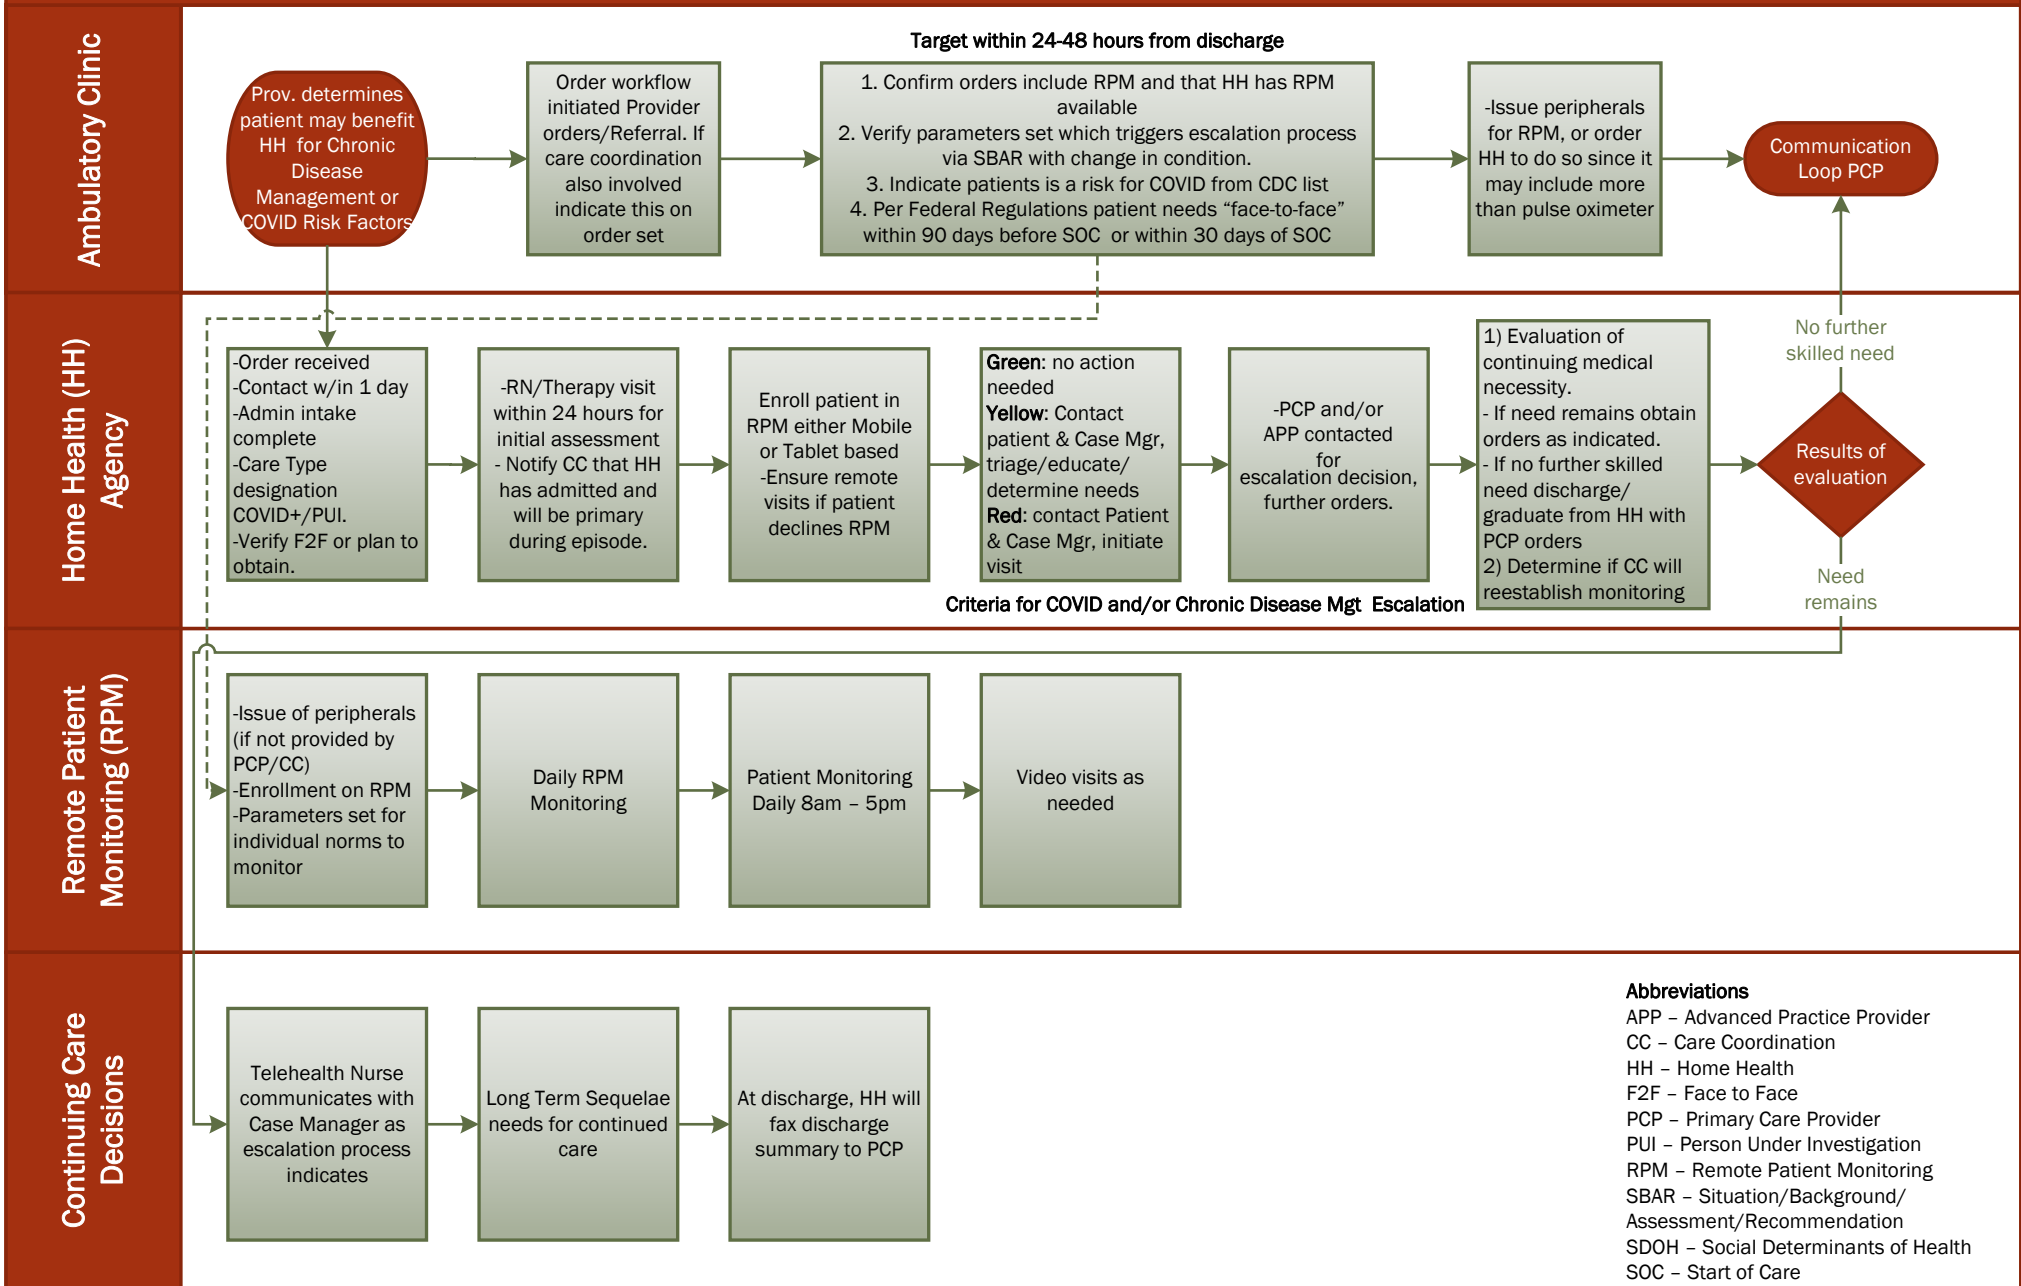 Ambulatory Clinic
Target within 24-48 hours from discharge
Prov. determines
patient may benefit
HH for Chronic
Disease
Management or
COVID Risk Factors
Order workflow
initiated Provider
orders/Referral. If
care coordination
also involved
indicate this on
order set
1. Confirm orders include RPM and that HH has RPM
available
2. Verify parameters set which triggers escalation process
via SBAR with change in condition.
3. Indicate patients is a risk for COVID from CDC list
4. Per Federal Regulations patient needs “face-to-face”
within 90 days before SOC or within 30 days of SOC
-Issue peripherals
for RPM, or order
HH to do so since it
may include more
than pulse oximeter
Communication
Loop PCP
Home Health (HH)
Agency
-Order received
-Contact w/in 1 day
-Admin intake
complete
-Care Type
designation
COVID+/PUI.
-Verify F2F or plan to
obtain.
-RN/Therapy visit
within 24 hours for
initial assessment
- Notify CC that HH
has admitted and
will be primary
during episode.
Enroll patient in
RPM either Mobile
or Tablet based
-Ensure remote
visits if patient
declines RPM
Green: no action
needed
Yellow: Contact
patient & Case Mgr,
triage/educate/
determine needs
Red: contact Patient
& Case Mgr, initiate
visit
-PCP and/or
APP contacted
for
escalation decision,
further orders.
1) Evaluation of
continuing medical
necessity.
- If need remains obtain
orders as indicated.
- If no further skilled
need discharge/
graduate from HH with
PCP orders
2) Determine if CC will
reestablish monitoring
No further
skilled need
Results of
evaluation
Need
remains
Criteria for COVID and/or Chronic Disease Mgt Escalation
Remote Patient
Monitoring (RPM)
-Issue of peripherals
(if not provided by
PCP/CC)
-Enrollment on RPM
-Parameters set for
individual norms to
monitor
Daily RPM
Monitoring
Patient Monitoring
Daily 8am – 5pm
Video visits as
needed
Continuing Care
Decisions
Telehealth Nurse
communicates with
Case Manager as
escalation process
indicates
Long Term Sequelae
needs for continued
care
At discharge, HH will
fax discharge
summary to PCP
Abbreviations
APP – Advanced Practice Provider
CC – Care Coordination
HH – Home Health
F2F – Face to Face
PCP – Primary Care Provider
PUI – Person Under Investigation
RPM – Remote Patient Monitoring
SBAR – Situation/Background/
Assessment/Recommendation
SDOH – Social Determinants of Health
SOC – Start of Care